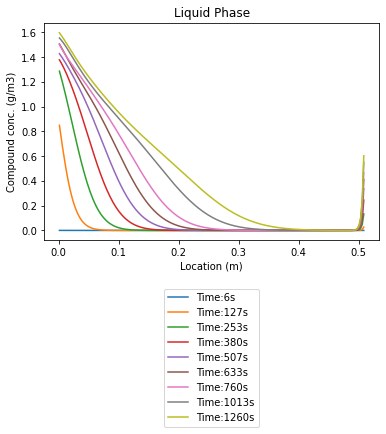 Liquid Phase
Compound conc. (g/m3)
1.6
1.4
1.2
1.0
0.8
0.6
0.4
0.2
0.0
0.0 0.1 0.2 0.3 0.4 0.5
Location (m)
Time:6s
Time:127s
Time:253s
Time:380s
Time:507s
Time:633s
Time:760s
Time:1013s
Time:1260s